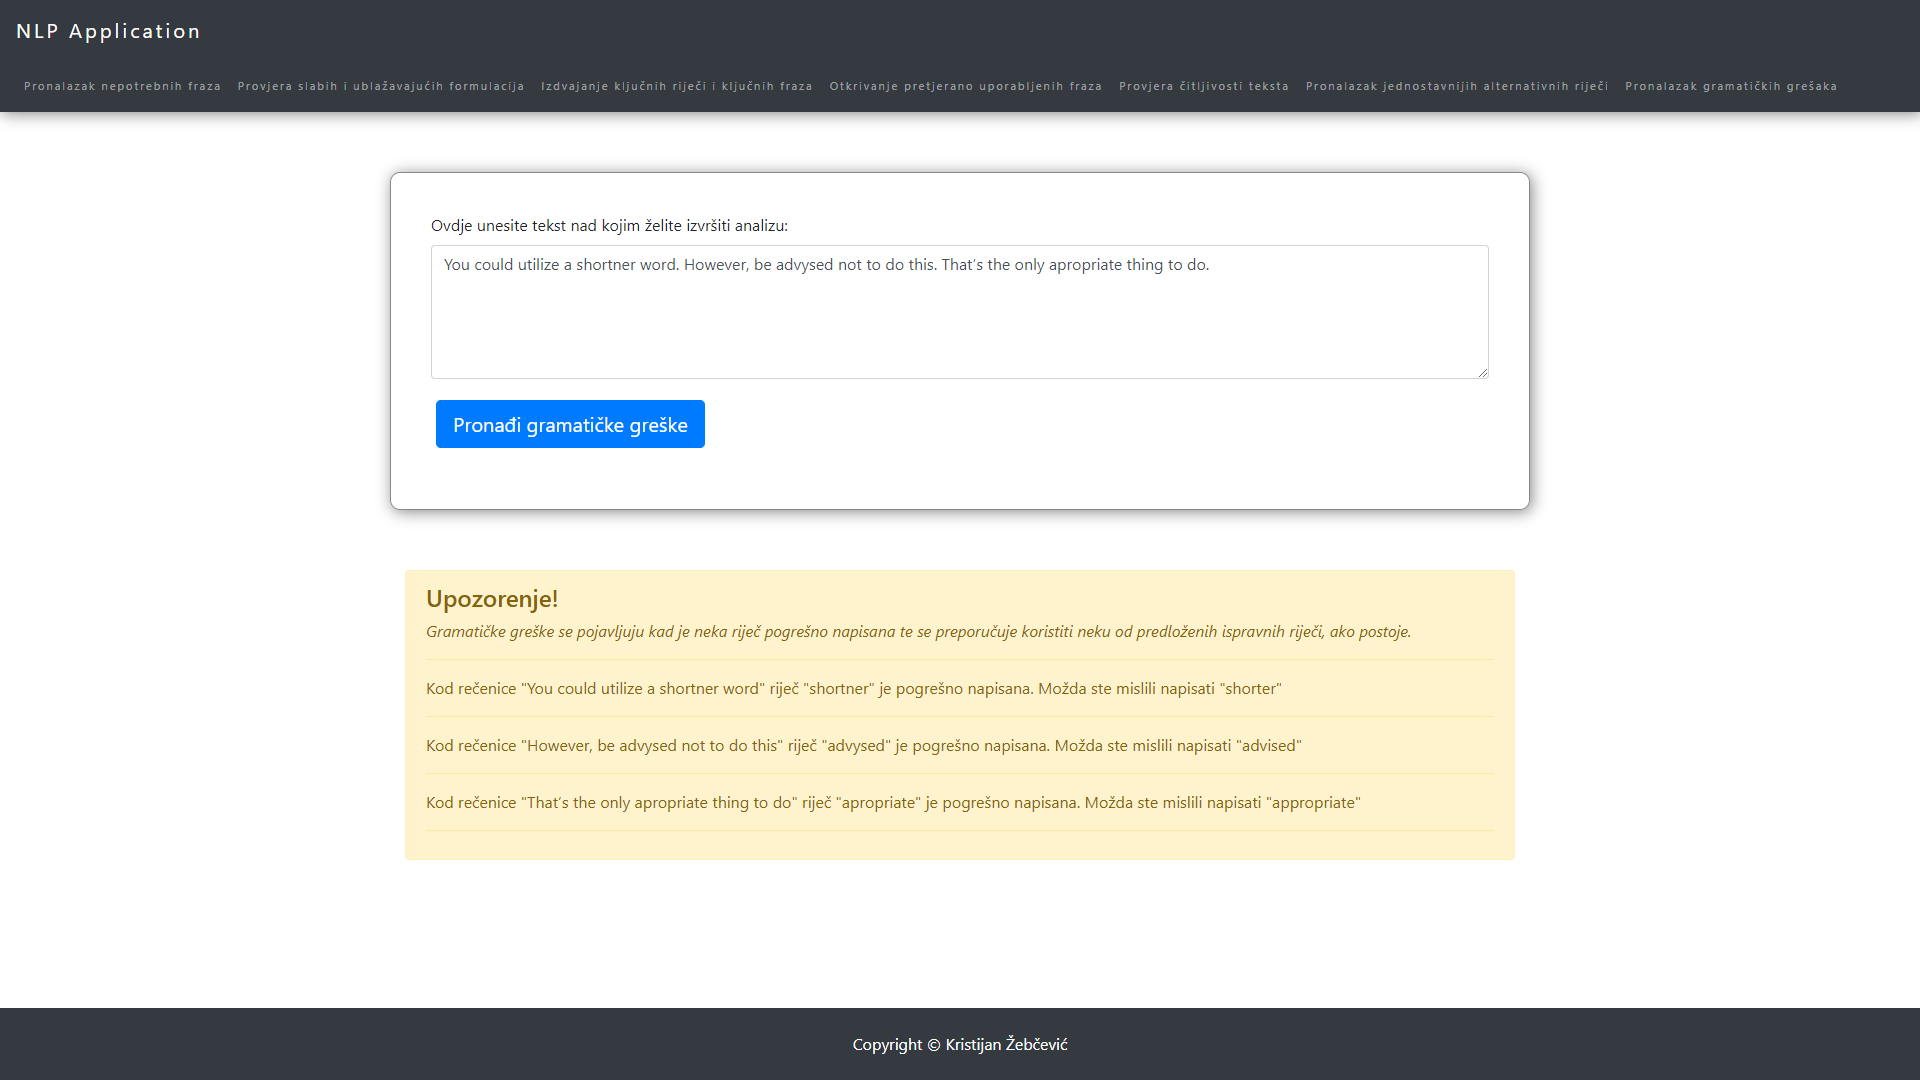 NLP Application
Pronalazak nepotrebnih fraza Provjera slabih i ublažavajućih formulacija Izdvajanje ključnih riječi i ključnih fraza Otkrivanje pretjerano uporabljenih fraza Provjera čitljivosti teksta Pronalazak jednostavnijih alternativnih riječi Pronalazak gramatičkih grešaka
Ovdje unesite tekst nad kojim želite izvršiti analizu:
You could utilize a shortner word. However, be advysed not to do this. That's the only apropriate thing to do.
Pronađi gramatičke greške
Upozorenje!
Gramatičke greške se pojavljuju kad je neka riječ pogrešno napisana te se preporučuje koristiti neku od predloženih ispravnih riječi, ako postoje.
Kod rečenice "You could utilize a shortner word" riječ "shortner" je pogrešno napisana. Možda ste mislili napisati "shorter"
Kod rečenice "However, be advysed not to do this" riječ "advysed" je pogrešno napisana. Možda ste mislili napisati "advised"
Kod rečenice "That's the only apropriate thing to do" riječ "apropriate" je pogrešno napisana. Možda ste mislili napisati "appropriate"
Copyright © Kristijan Žebčević